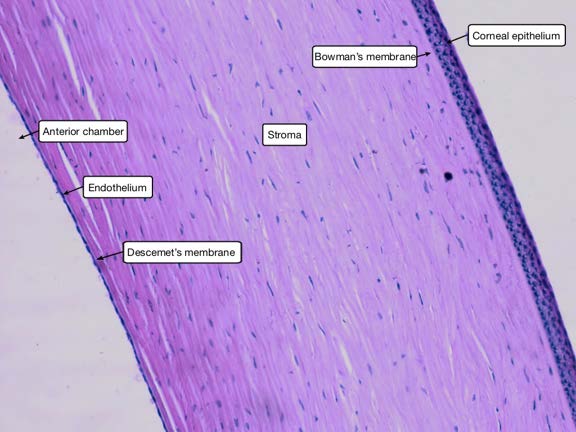 Corneal epithelium
Bowman's membrane
Anterior chamber
Stroma
Endothelium
Descemet's membrane